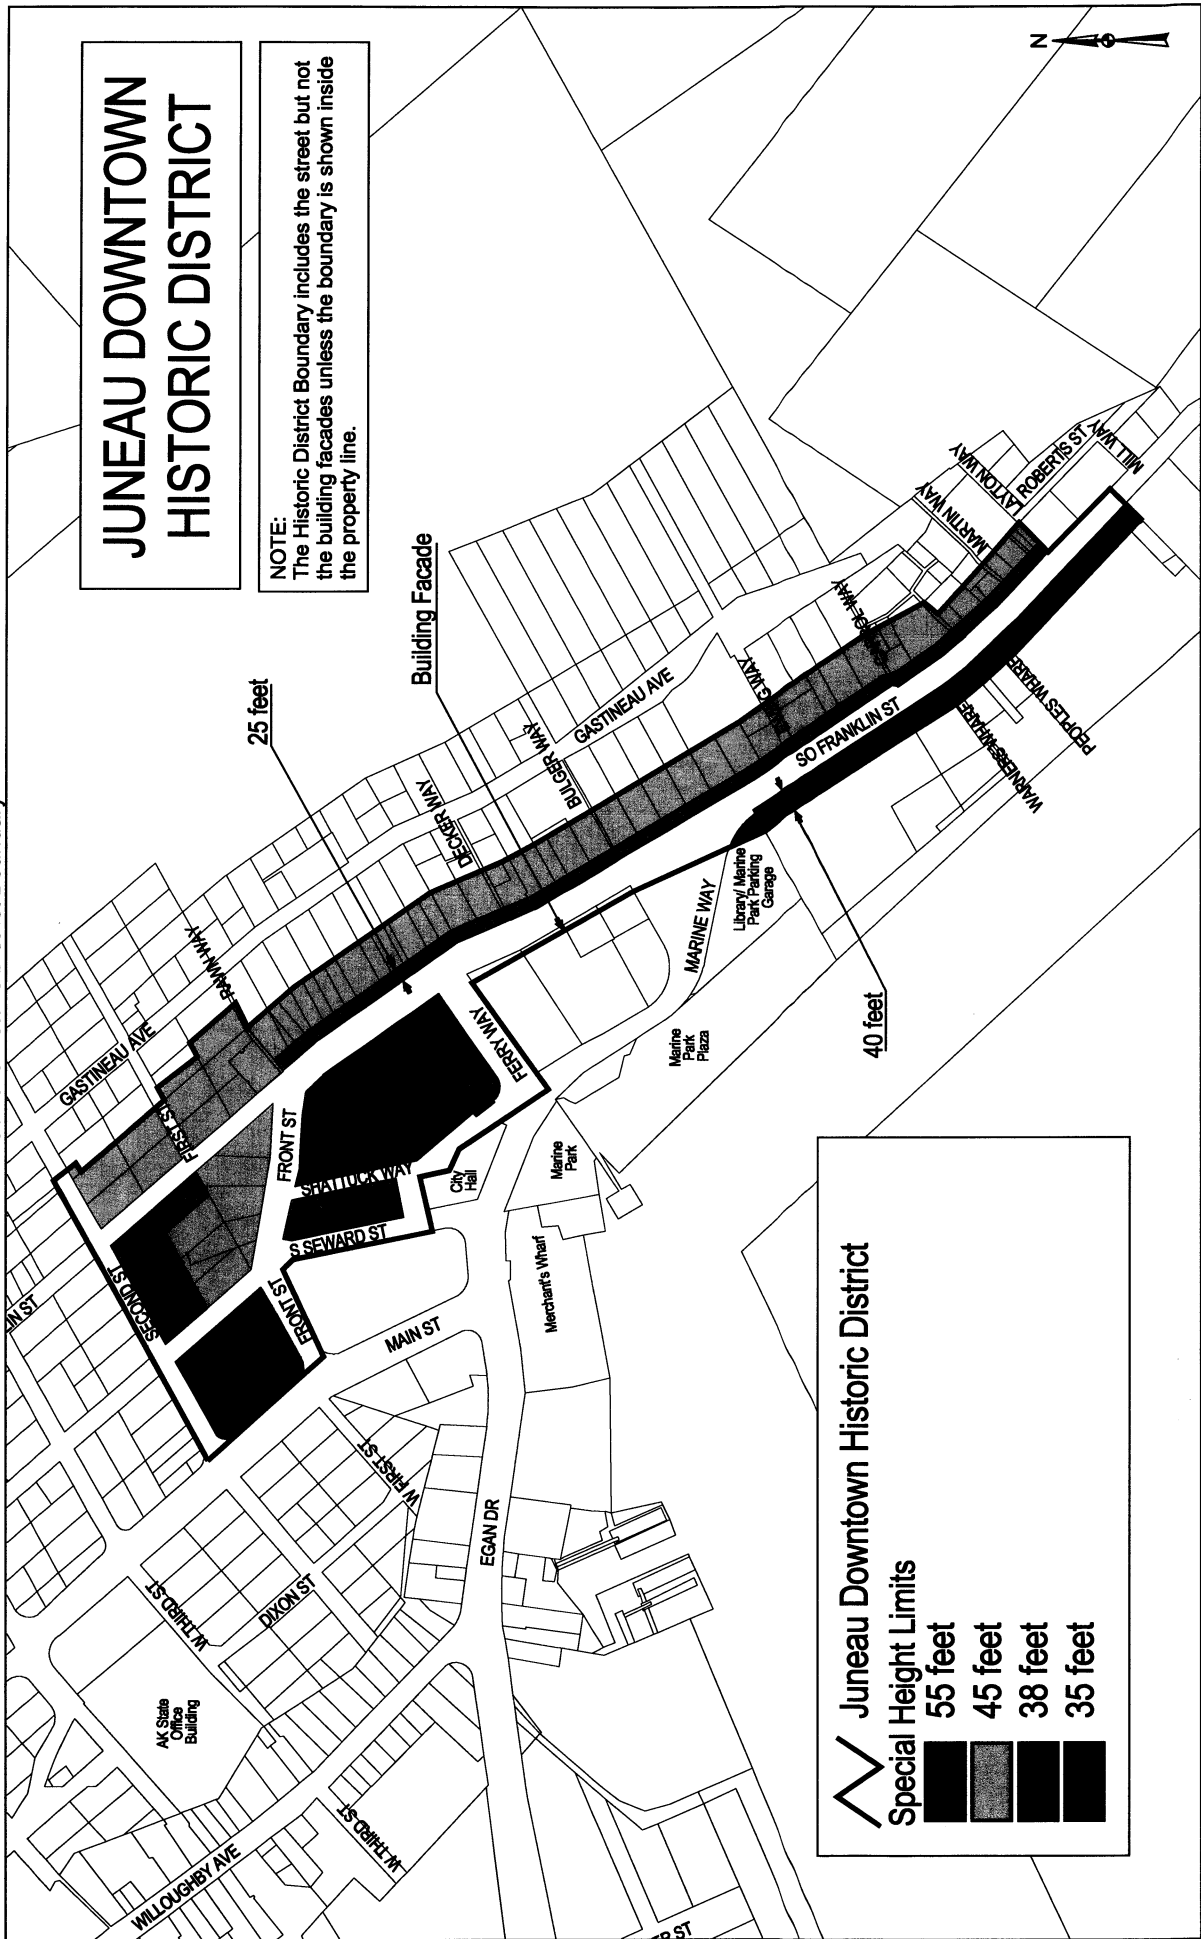 JUNEAU DOWNTOWN
HISTORIC DISTRICT
NOTE:
The Historic District Boundary includes the street but not
the building facades unless the boundary is shown inside
the property line.
N
25 feet
Building Facade
40 feet
GASTINEAU AVE
RAWN WAY
DECKER WAY
BULGER WAY
GASTINEAU AVE
MARTIN WAY
LAYTON WAY
ROBERTS ST
MILL WAY
SO FRANKLIN ST
PEOPLES WHARF
WARNERS WHARF
MARINE WAY
Library/ Marine
Park Parking
Garage
Marine
Park
Plaza
FERRY WAY
FIRST ST
FRONT ST
SHATTUCK WAY
City
Hall
Marine
Park
S SEWARD ST
SECOND ST
FRONT ST
MAIN ST
Merchant's Wharf
W FIRST ST
EGAN DR
W THIRD ST
DIXON ST
AK State
Office
Building
WILLOUGHBY AVE
W THIRD ST
LIN ST
ER ST
Juneau Downtown Historic District
Special Height Limits
55 feet
45 feet
38 feet
35 feet